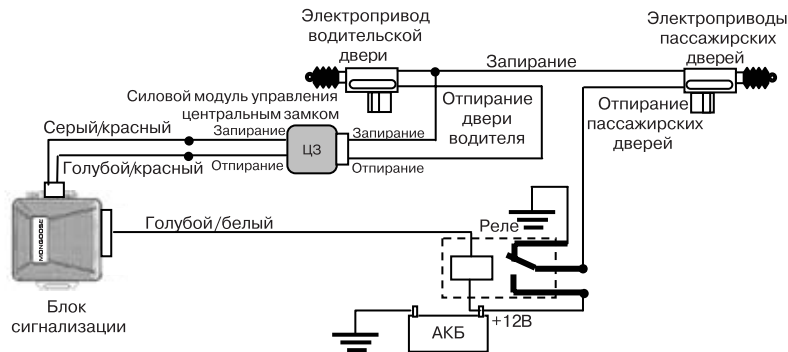 Электропривод
водительской
двери
Электроприводы
пассажирских
дверей
Запирание
Силовой модуль управления
центральным замком
Отпирание
двери
водителя
Отпирание
пассажирских
дверей
Серый/красный
Запирание
Запирание
ЦЗ
Голубой/красный
Отпирание
Отпирание
MONGOOSE
Голубой/белый
Реле
Блок
сигнализации
АКБ
+12В